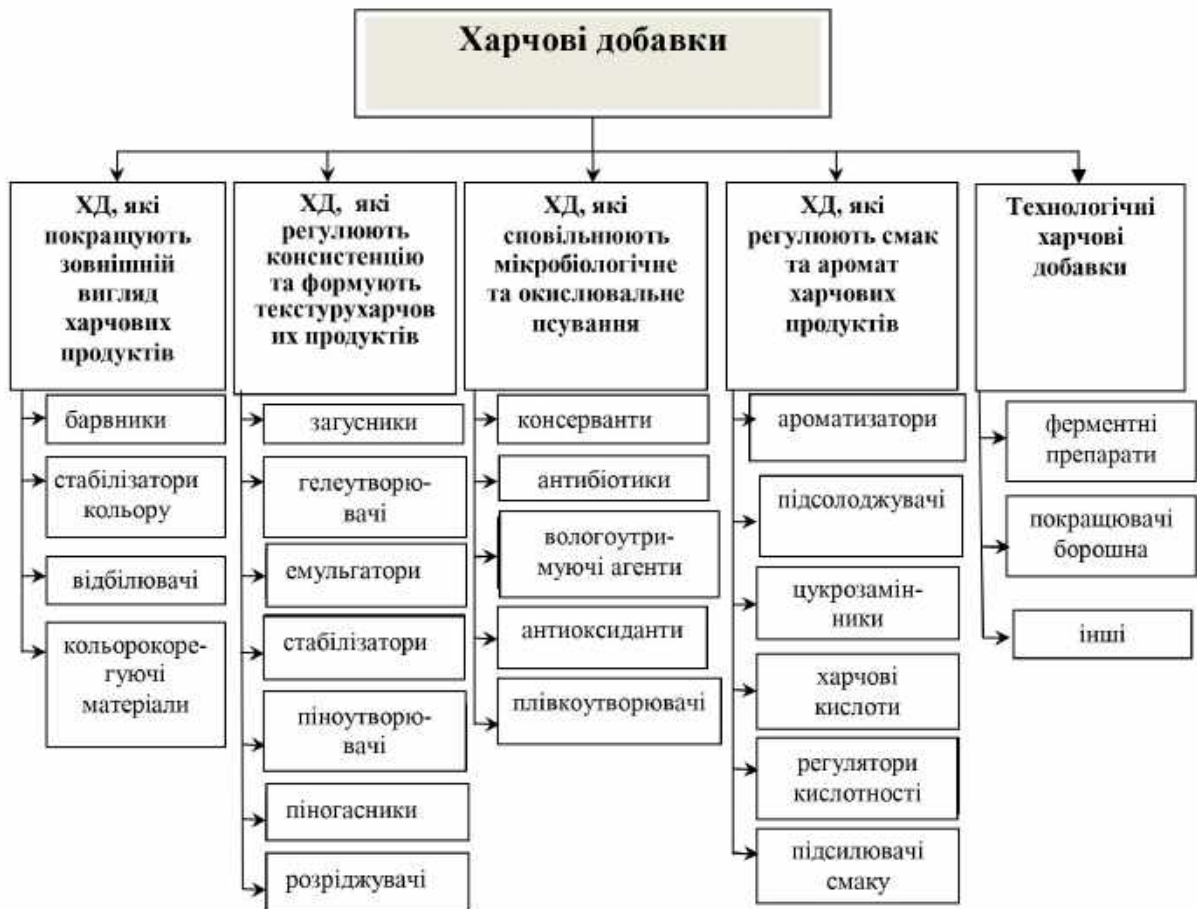 Харчові добавки
ХД, які
покращують
зовнішній
вигляд
харчових
продуктів
барвники
стабілізатори
кольору
відбілювачі
кольорокоре-
гуючі
матеріали
ХД, які
регулюють
консистенцію
та формують
текстурухарчов
их продуктів
загусники
гелеутворю-
вачі
емульгатори
стабілізатори
піноутворю-
вачі
піногасники
розріджувачі
ХД, які
сповільнюють
мікробіологічне
та окислювальне
псування
консерванти
антибіотики
вологоутри-
муючі агенти
антиоксиданти
плівкоутворювачі
ХД, які
регулюють смак
та аромат
харчових
продуктів
ароматизатори
підсолоджувачі
цукрозамін-
ники
харчові
кислоти
регулятори
кислотності
підсилювачі
смаку
Технологічні
харчові
добавки
ферментні
препарати
покращювачі
борошна
інші